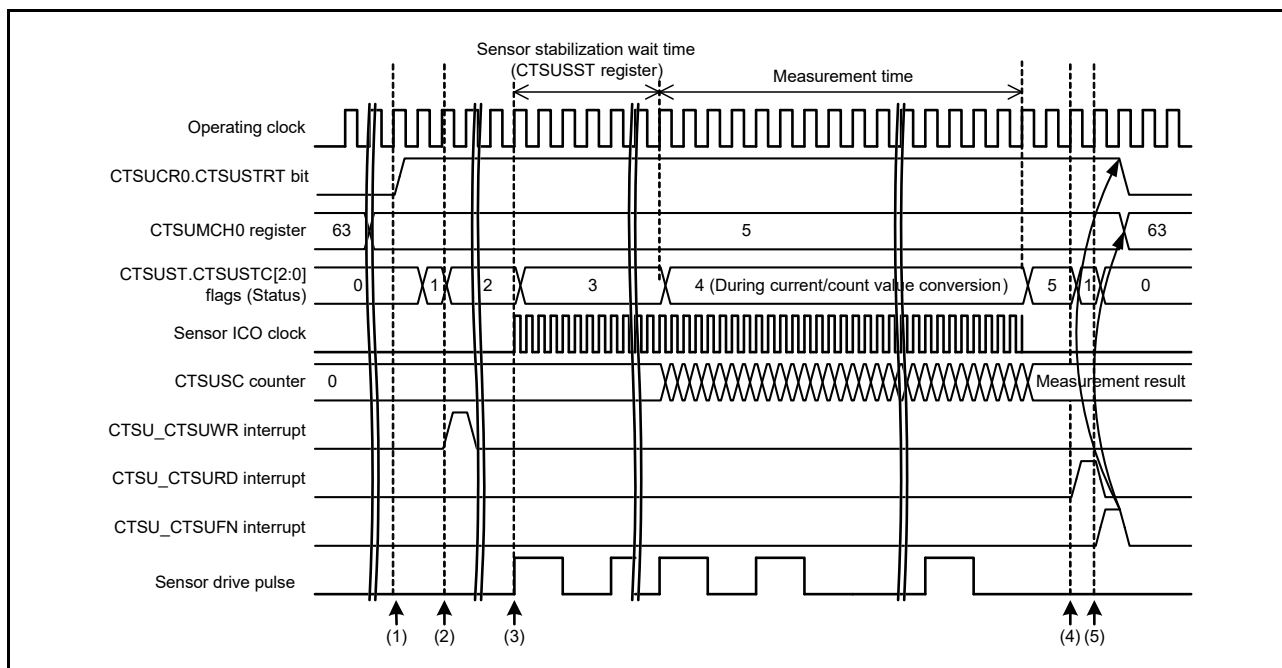 Sensor stabilization wait time
(CTSUSST register)
Measurement time
Operating clock
CTSUCR0.CTSUSTRT bit
CTSUMCH0 register
63
5
63
CTSUST.CTSUSTC[2:0]
flags (Status)
0
1
2
3
4 (During current/count value conversion)
5
1
0
Sensor ICO clock
CTSUSC counter
0
Measurement result
CTSU_CTSUWR interrupt
CTSU_CTSURD interrupt
CTSU_CTSUFN interrupt
Sensor drive pulse
(1)
(2)
(3)
(4)
(5)